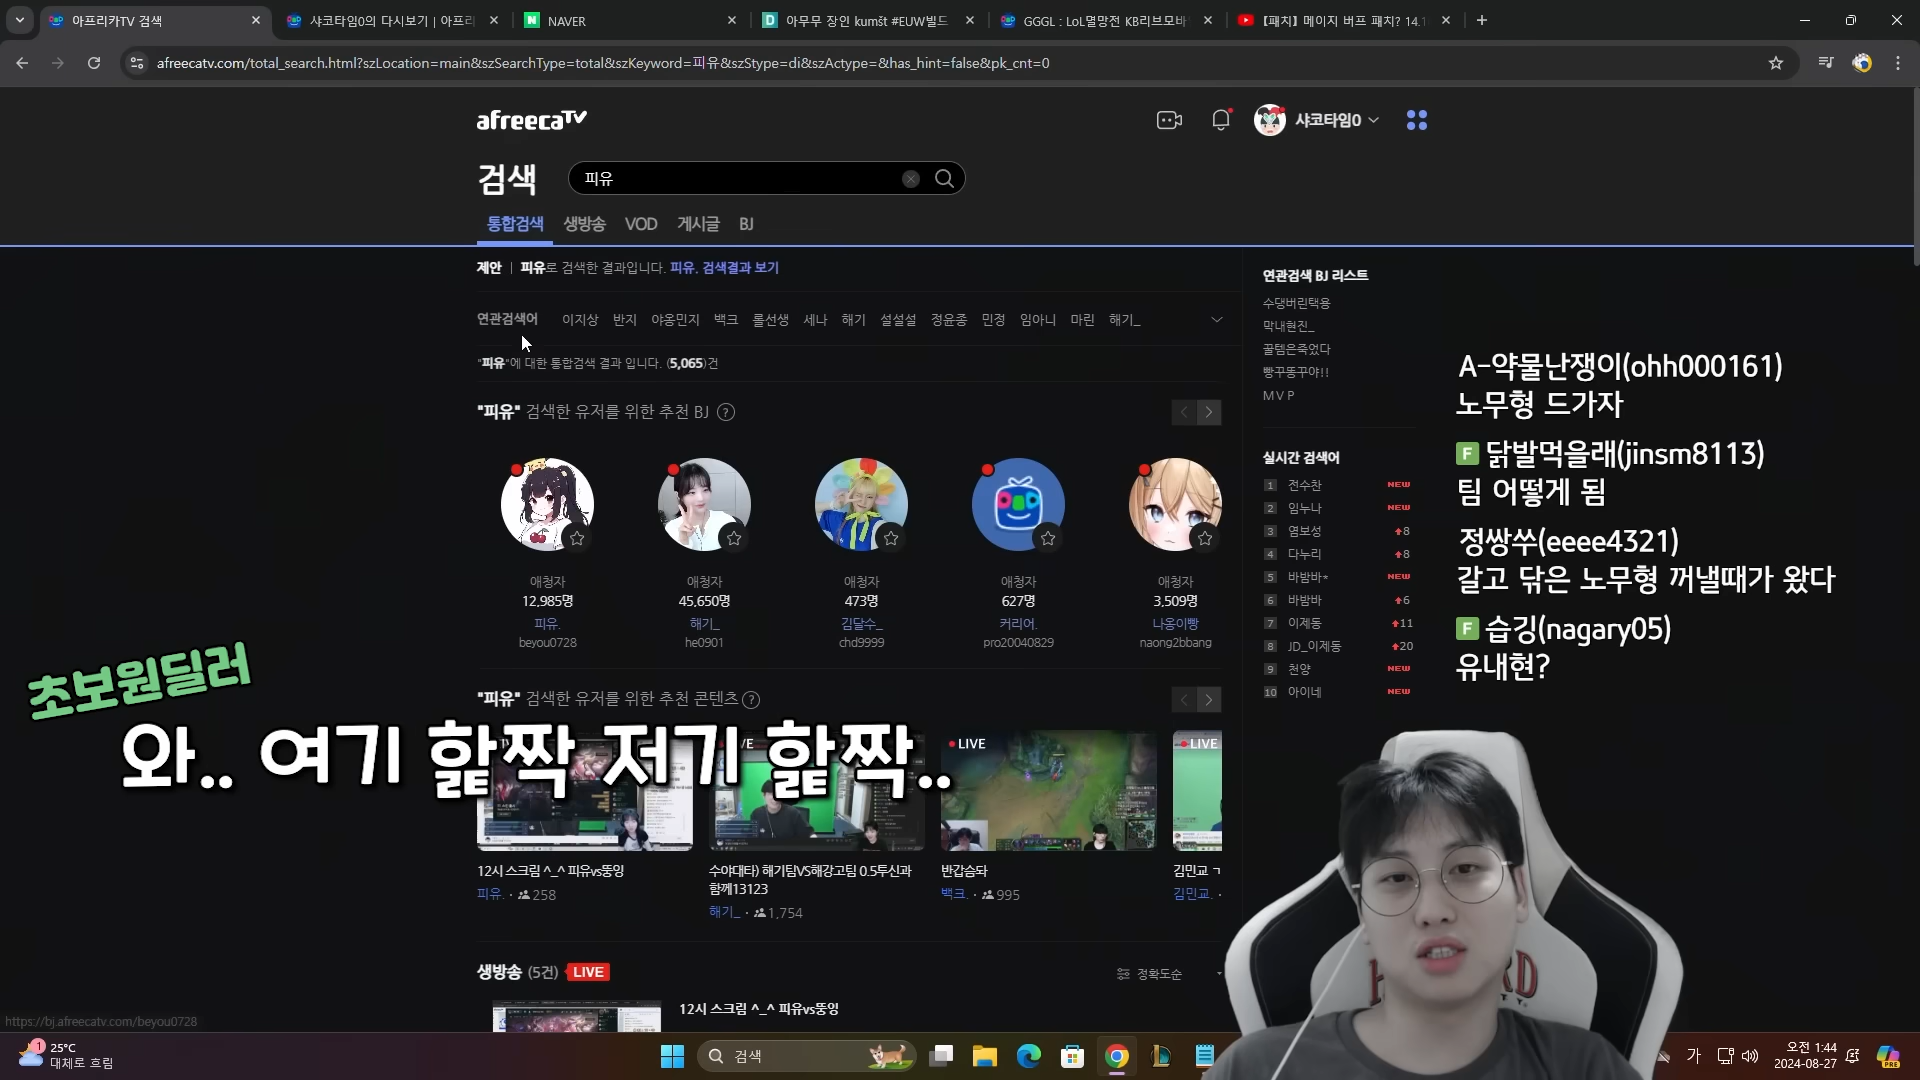 아프리카TV 검색
샤코타임0의 다시보기 | 아프리
NAVER
아무무 장인 kumšt #EUW빌드
GGGL : LoL멸망전 KB리브모바
【패치】메이지 버프 패치? 14.1
afreecatv.com/total_search.html?szLocation=main&szSearchType=total&szKeyword=피유&szStype=di&szActype=&has_hint=false&pk_cnt=0
afreecaTV
샤코타임0
검색
피유
통합검색 생방송 VOD 게시글 BJ
제안 | 피유로 검색한 결과입니다. 피유. 검색결과 보기
연관검색어 이지상 반지 야옹민지 백크 롤선생 세나 해기 설설설 정윤종 민정 임아니 마린 해기_
"피유"에 대한 통합검색 결과 입니다. (5,065)건
"피유" 검색한 유저를 위한 추천 BJ ?
애청자 애청자 애청자 애청자 애청자
12,985명 45,650명 473명 627명 3,509명
피유. 해기_ 김달수_ 커리어. 나옹이빵
beyou0728 he0901 chd9999 pro20040829 naong2bbang
"피유" 검색한 유저를 위한 추천 콘텐츠 ?
LIVE
LIVE
12시 스크림 ^_^ 피유vs뚱잉
피유. · 258
수야대타) 해기팀VS해강고팀 0.5투신과
함께13123
해기_ · 1,754
반갑슴돠
백크. · 995
김민교 ㄱ
김민교. ·
생방송 (5건) LIVE
정확도순
12시 스크림 ^_^ 피유vs뚱잉
연관검색 BJ 리스트
수댕버린택용
막내현진_
꿀템은죽었다
빵꾸똥꾸야!!
M V P
실시간 검색어
1 전수찬 NEW
2 임누나 NEW
3 염보성 8
4 다누리 8
5 바밤바* NEW
6 바밤바 6
7 이제동 11
8 JD_이제동 20
9 천양 NEW
10 아이네 NEW
A-약물난쟁이(ohh000161)
노무형 드가자
F 닭발먹을래(jinsm8113)
팀 어떻게 됨
정쌍쑤(eeee4321)
갈고 닦은 노무형 꺼낼때가 왔다
F 습깅(nagary05)
유내현?
초보원딜러
와.. 여기 핥짝 저기 핥짝..
https://bj.afreecatv.com/beyou0728
1
25°C
대체로 흐림
검색
가
오전 1:44
2024-08-27
PRE